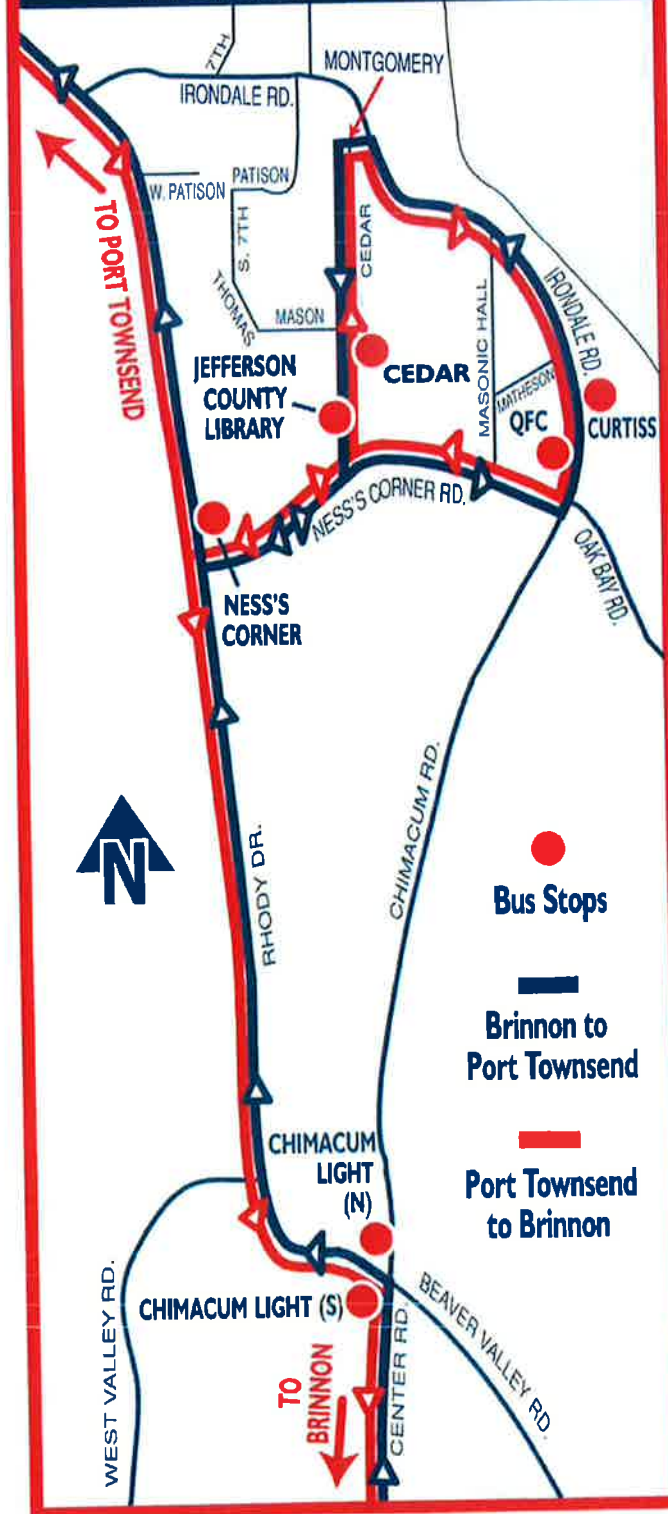 7TH
MONTGOMERY
IRONDALE RD.
PATISON
W. PATISON
TO PORT TOWNSEND
S. 7TH
CEDAR
THOMAS
MASON
MASONIC HALL
IRONDALE RD.
JEFFERSON
COUNTY
LIBRARY
CEDAR
MATHESON
QFC
CURTISS
NESS'S CORNER RD.
OAK BAY RD.
NESS'S
CORNER
N
RHODY DR.
CHIMACUM RD.
Bus Stops
Brinnon to
Port Townsend
Port Townsend
to Brinnon
CHIMACUM
LIGHT
(N)
CHIMACUM LIGHT (S)
WEST VALLEY RD.
TO
BRINNON
CENTER RD.
BEAVER VALLEY RD.